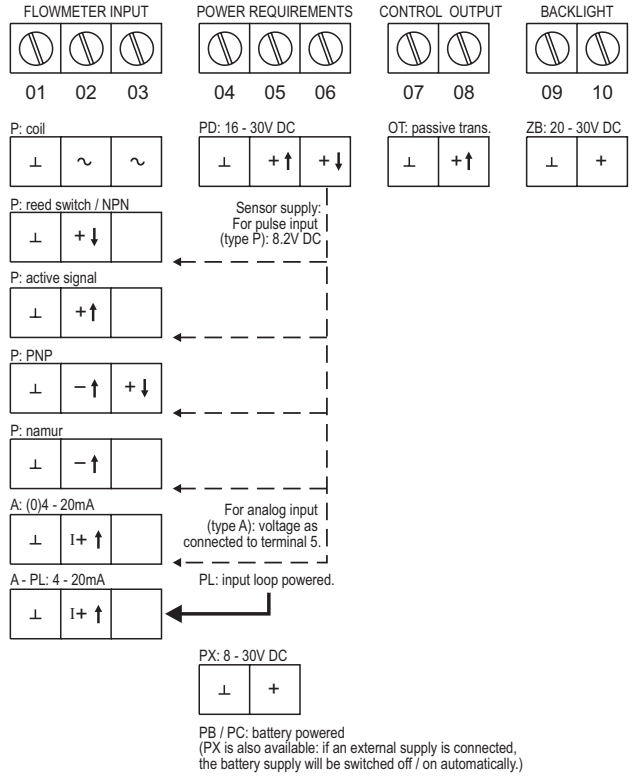 FLOWMETER INPUT POWER REQUIREMENTS CONTROL OUTPUT BACKLIGHT
01 02 03 04 05 06 07 08 09 10
P: coil PD: 16 - 30V DC OT: passive trans. ZB: 20 - 30V DC
⊥ ~ ~ ⊥ +↑ +↓ ⊥ +↑ ⊥ +
P: reed switch / NPN
⊥ +↓
Sensor supply:
For pulse input
(type P): 8.2V DC
P: active signal
⊥ +↑
P: PNP
⊥ −↑ +↓
P: namur
⊥ −↑
A: (0)4 - 20mA
⊥ I+ ↑
For analog input
(type A): voltage as
connected to terminal 5.
A - PL: 4 - 20mA PL: input loop powered.
⊥ I+ ↑
PX: 8 - 30V DC
⊥ +
PB / PC: battery powered
(PX is also available: if an external supply is connected,
the battery supply will be switched off / on automatically.)